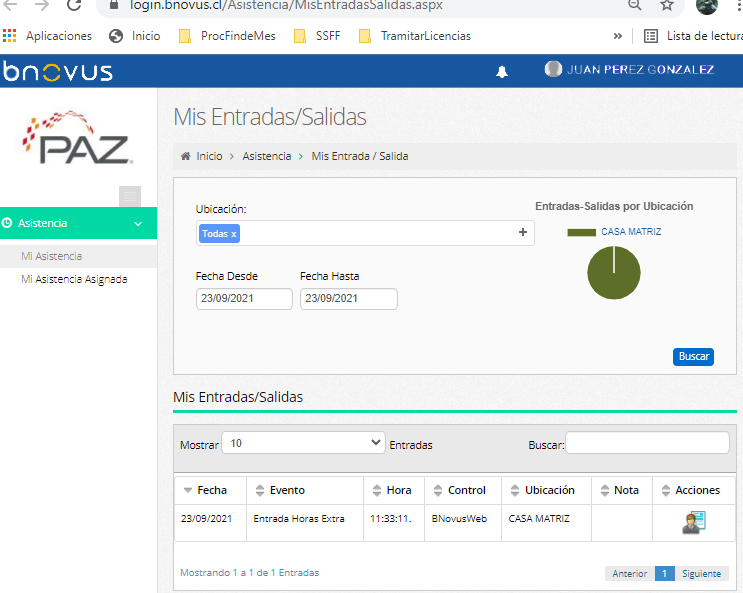 login.bnovus.cl/Asistencia/MisEntradasSalidas.aspx
Aplicaciones Inicio ProcFindeMes SSFF TramitarLicencias » Lista de lectura
bnovus JUAN PEREZ GONZALEZ
PAZ
Mis Entradas/Salidas
Inicio > Asistencia > Mis Entrada / Salida
Asistencia
Mi Asistencia
Mi Asistencia Asignada
Ubicación:
Todas x +
Entradas-Salidas por Ubicación
CASA MATRIZ
Fecha Desde Fecha Hasta
23/09/2021 23/09/2021
Buscar
Mis Entradas/Salidas
Mostrar 10 Entradas Buscar:
Fecha Evento Hora Control Ubicación Nota Acciones
23/09/2021 Entrada Horas Extra 11:33:11. BNovusWeb CASA MATRIZ
Mostrando 1 a 1 de 1 Entradas
Anterior 1 Siguiente